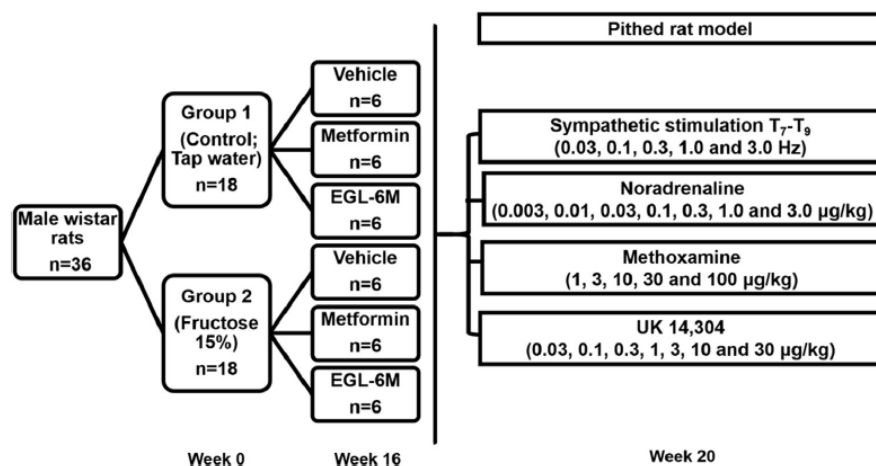 Male wistar
rats
n=36
Group 1
(Control;
Tap water)
n=18
Group 2
(Fructose
15%)
n=18
Vehicle
n=6
Metformin
n=6
EGL-6M
n=6
Vehicle
n=6
Metformin
n=6
EGL-6M
n=6
Pithed rat model
Sympathetic stimulation T₇-T₉
(0.03, 0.1, 0.3, 1.0 and 3.0 Hz)
Noradrenaline
(0.003, 0.01, 0.03, 0.1, 0.3, 1.0 and 3.0 µg/kg)
Methoxamine
(1, 3, 10, 30 and 100 µg/kg)
UK 14,304
(0.03, 0.1, 0.3, 1, 3, 10 and 30 µg/kg)
Week 0
Week 16
Week 20